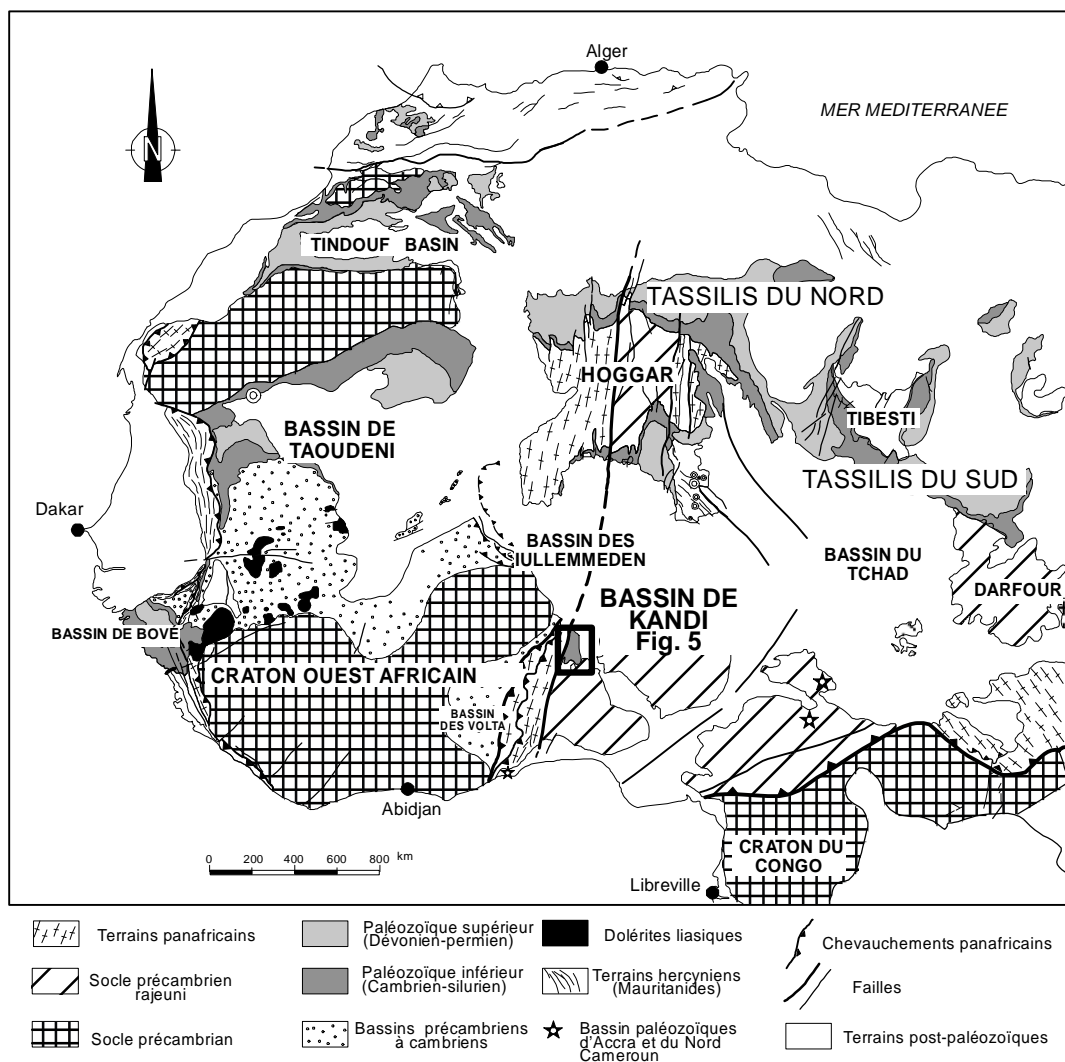 Alger
MER MEDITERRANEE
N
TINDOUF BASIN
TASSILIS DU NORD
HOGGAR
TIBESTI
BASSIN DE
TAOUDENI
TASSILIS DU SUD
Dakar
BASSIN DES
IULLEMMEDEN
BASSIN DU
TCHAD
BASSIN DE
KANDI
Fig. 5
DARFOUR
BASSIN DE BOVÉ
CRATON OUEST AFRICAIN
BASSIN
DES VOLTA
Abidjan
CRATON DU
CONGO
0 200 400 600 800 km
Libreville
Terrains panafricains
Socle précambrien
rajeuni
Socle précambrian
Paléozoïque supérieur
(Dévonien-permien)
Paléozoïque inférieur
(Cambrien-silurien)
Bassins précambriens
à cambriens
Dolérites liasiques
Terrains hercyniens
(Mauritanides)
Bassin paléozoïques
d'Accra et du Nord
Cameroun
Chevauchements panafricains
Failles
Terrains post-paléozoïques